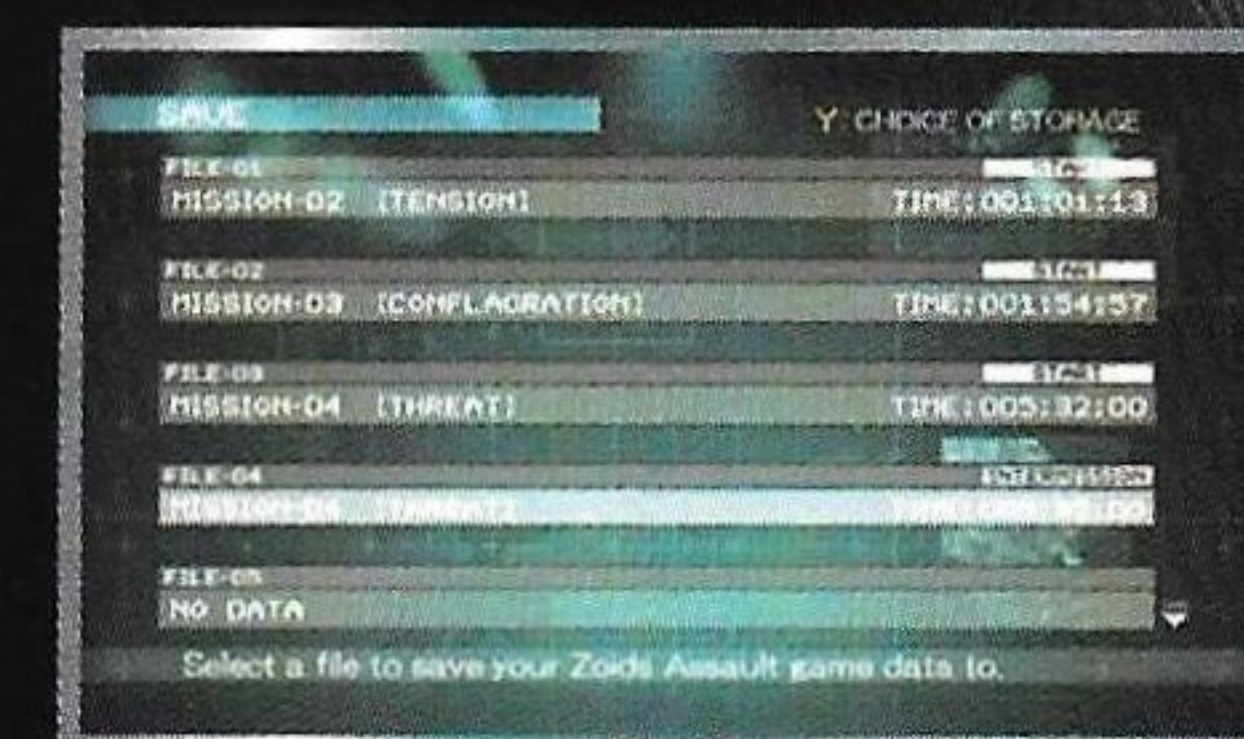 SAVE
Y: CHOICE OF STORAGE
FILE-01
MISSION-02 [TENSION] TIME:001:01:13
FILE-02 START
MISSION-03 [CONFLAGRATION] TIME:001:54:57
FILE-03 START
MISSION-04 [THREAT] TIME:005:32:00
FILE-04
FILE-05
NO DATA
Select a file to save your Zoids Assault game data to.